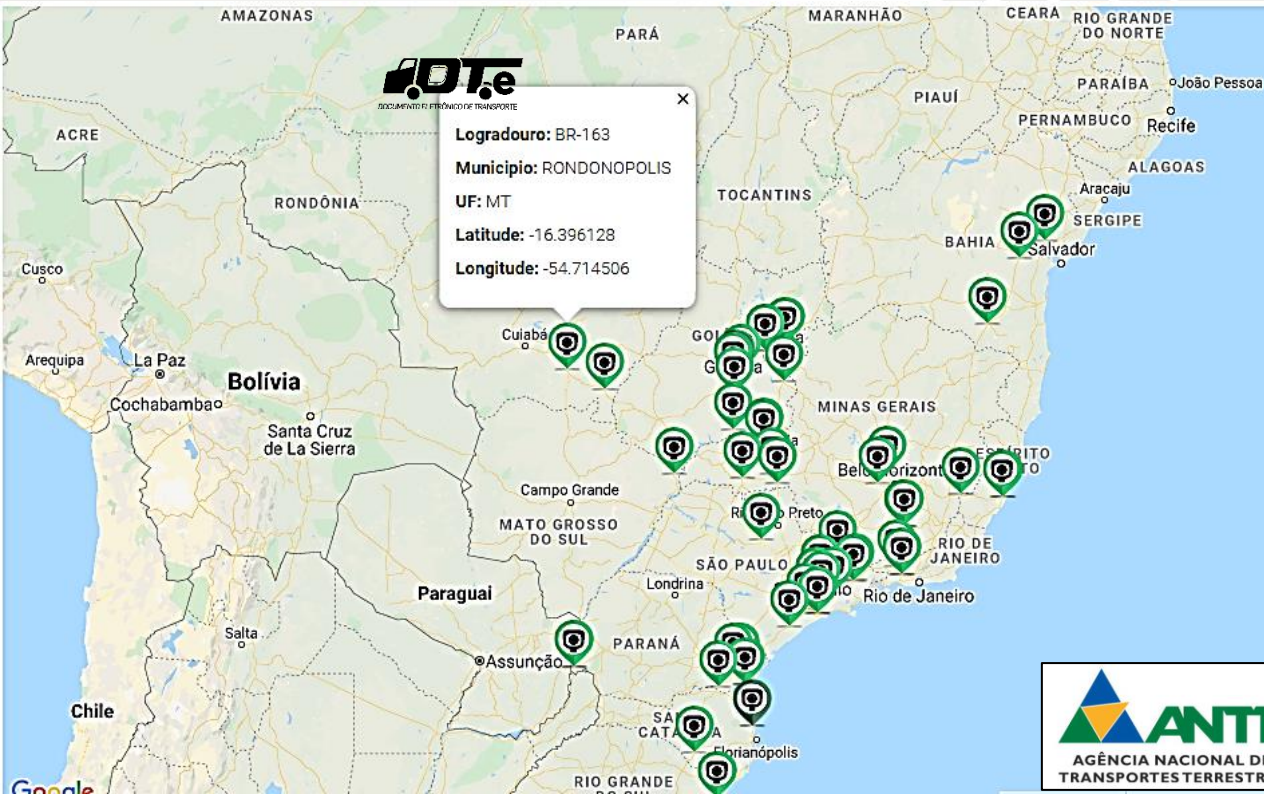 AMAZONAS
PARÁ
MARANHÃO
CEARÁ
RIO GRANDE
DO NORTE
DT-e
DOCUMENTO ELETRÔNICO DE TRANSPORTE
PARAÍBA
João Pessoa
PIAUÍ
PERNAMBUCO
Recife
ACRE
×
Logradouro: BR-163
Municipio: RONDONOPOLIS
UF: MT
Latitude: -16.396128
Longitude: -54.714506
ALAGOAS
Aracaju
SERGIPE
TOCANTINS
RONDÔNIA
BAHIA
Salvador
Cusco
Cuiabá
Arequipa
La Paz
Bolívia
Cochabamba
Santa Cruz
de La Sierra
MINAS GERAIS
Campo Grande
MATO GROSSO
DO SUL
SÃO PAULO
RIO DE
JANEIRO
Rio de Janeiro
Londrina
Paraguai
Salta
PARANÁ
Assunção
Chile
Florianópolis
RIO GRANDE
Google
ANTT
AGÊNCIA NACIONAL DE
TRANSPORTES TERRESTR